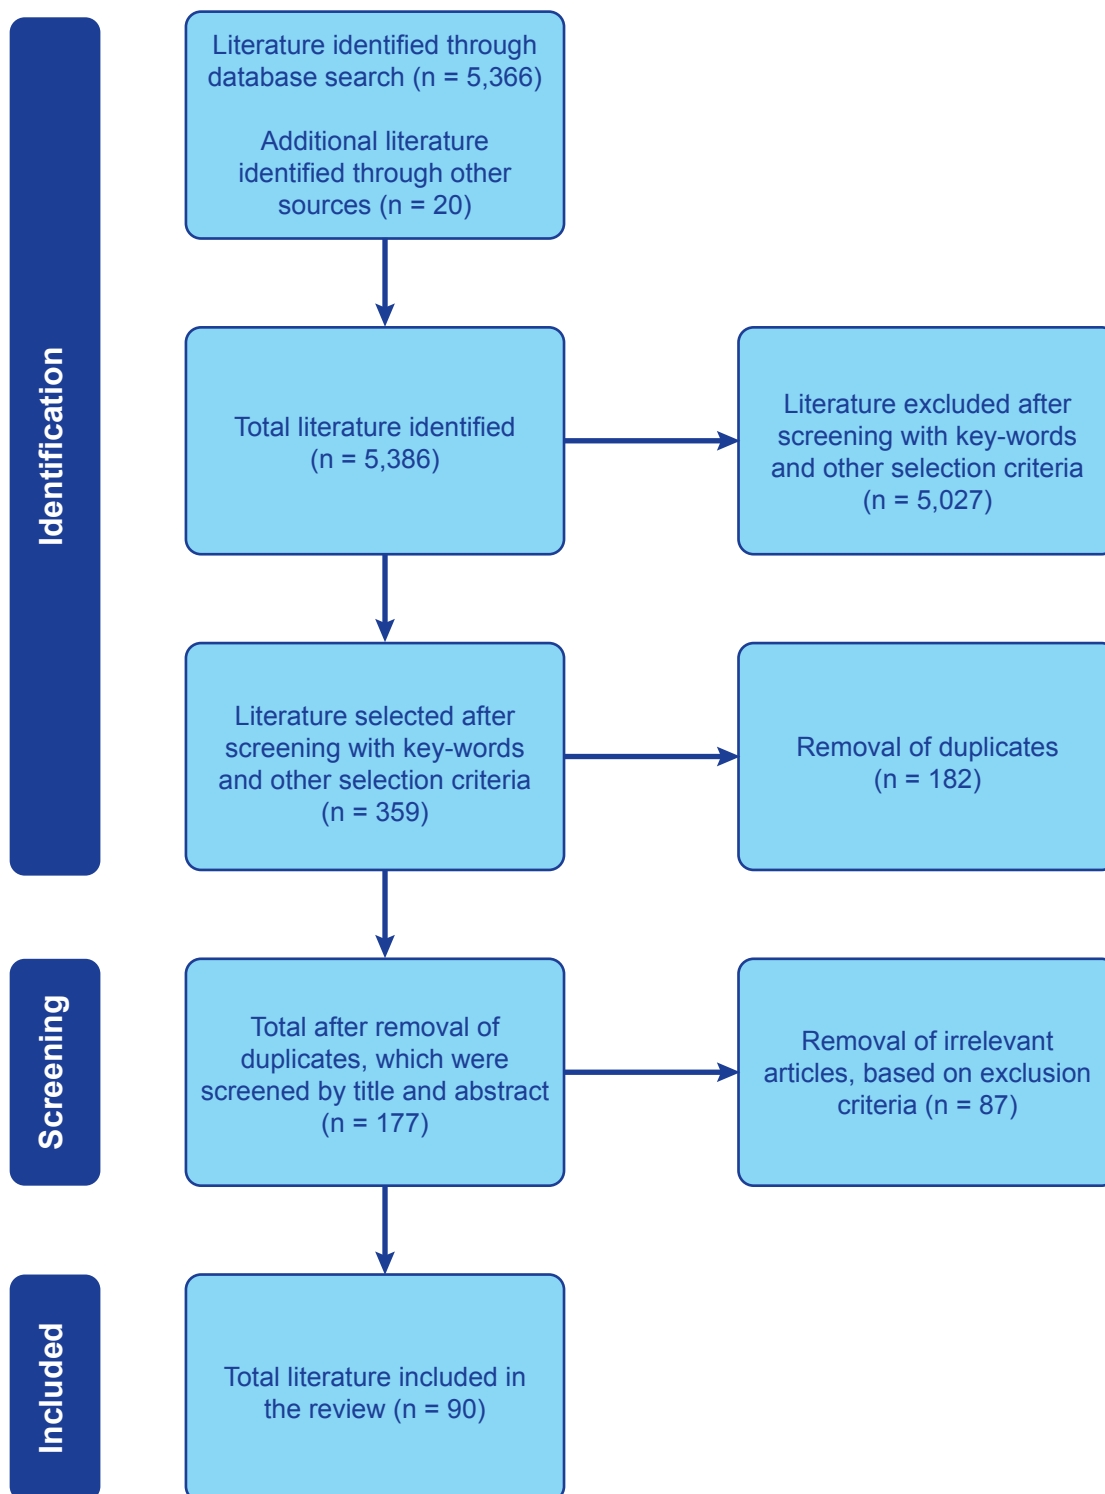 Identification
Literature identified through
database search (n = 5,366)
Additional literature
identified through other
sources (n = 20)
Total literature identified
(n = 5,386)
Literature excluded after
screening with key-words
and other selection criteria
(n = 5,027)
Literature selected after
screening with key-words
and other selection criteria
(n = 359)
Removal of duplicates
(n = 182)
Screening
Total after removal of
duplicates, which were
screened by title and abstract
(n = 177)
Removal of irrelevant
articles, based on exclusion
criteria (n = 87)
Included
Total literature included in
the review (n = 90)